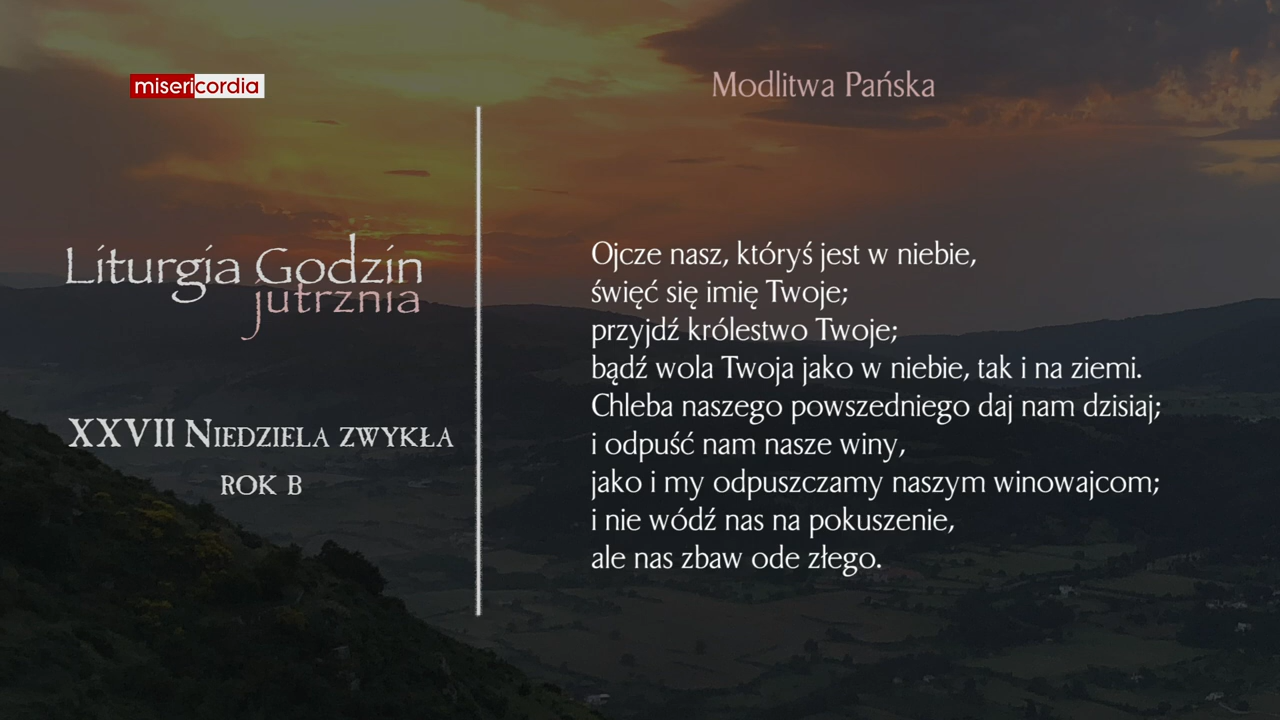 misericordia
Liturgia Godzin
jutrznia
XXVII Niedziela zwykła
rok B
Modlitwa Pańska
Ojcze nasz, któryś jest w niebie,
święć się imię Twoje;
przyjdź królestwo Twoje;
bądź wola Twoja jako w niebie, tak i na ziemi.
Chleba naszego powszedniego daj nam dzisiaj;
i odpuść nam nasze winy,
jako i my odpuszczamy naszym winowajcom;
i nie wódź nas na pokuszenie,
ale nas zbaw ode złego.